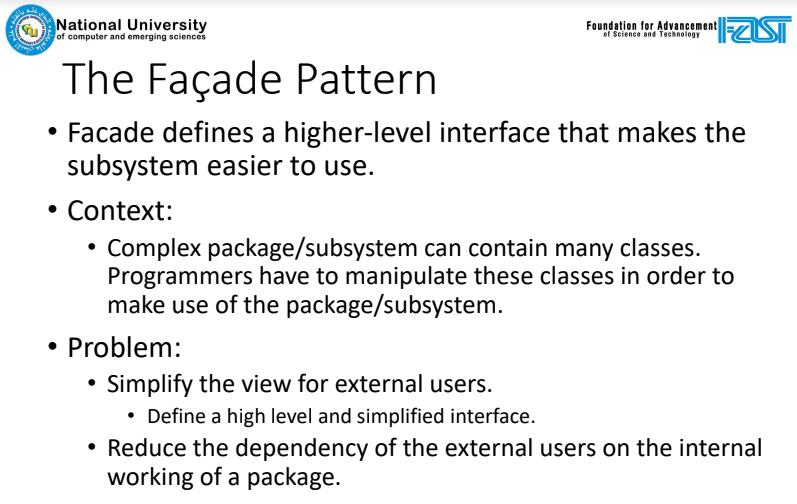 National University
of computer and emerging sciences
Foundation for Advancement
of Science and Technology
FAST
The Façade Pattern
• Facade defines a higher-level interface that makes the
subsystem easier to use.
• Context:
• Complex package/subsystem can contain many classes.
Programmers have to manipulate these classes in order to
make use of the package/subsystem.
• Problem:
• Simplify the view for external users.
• Define a high level and simplified interface.
• Reduce the dependency of the external users on the internal
working of a package.